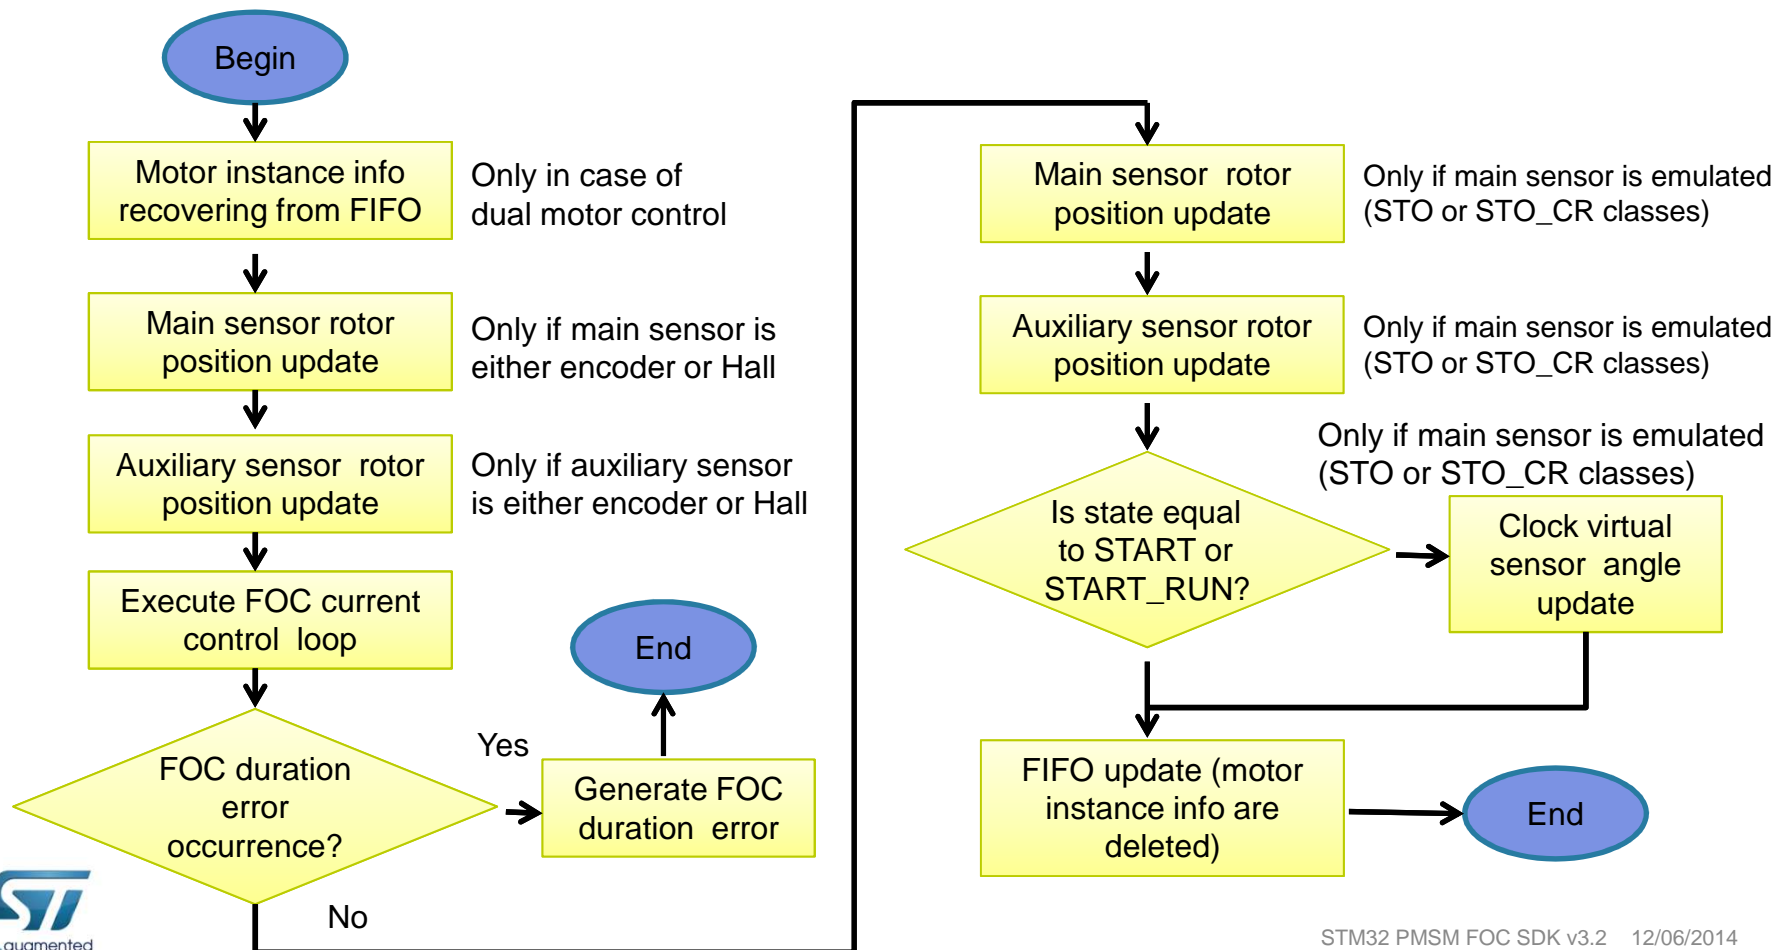 Begin
Motor instance info
recovering from FIFO
Only in case of
dual motor control
Main sensor rotor
position update
Only if main sensor is
either encoder or Hall
Auxiliary sensor rotor
position update
Only if auxiliary sensor
is either encoder or Hall
Execute FOC current
control loop
FOC duration
error
occurrence?
Yes
Generate FOC
duration error
End
No
Main sensor rotor
position update
Only if main sensor is emulated
(STO or STO_CR classes)
Auxiliary sensor rotor
position update
Only if main sensor is emulated
(STO or STO_CR classes)
Is state equal
to START or
START_RUN?
Only if main sensor is emulated
(STO or STO_CR classes)
Clock virtual
sensor angle
update
FIFO update (motor
instance info are
deleted)
End
ST
augmented
STM32 PMSM FOC SDK v3.2 12/06/2014